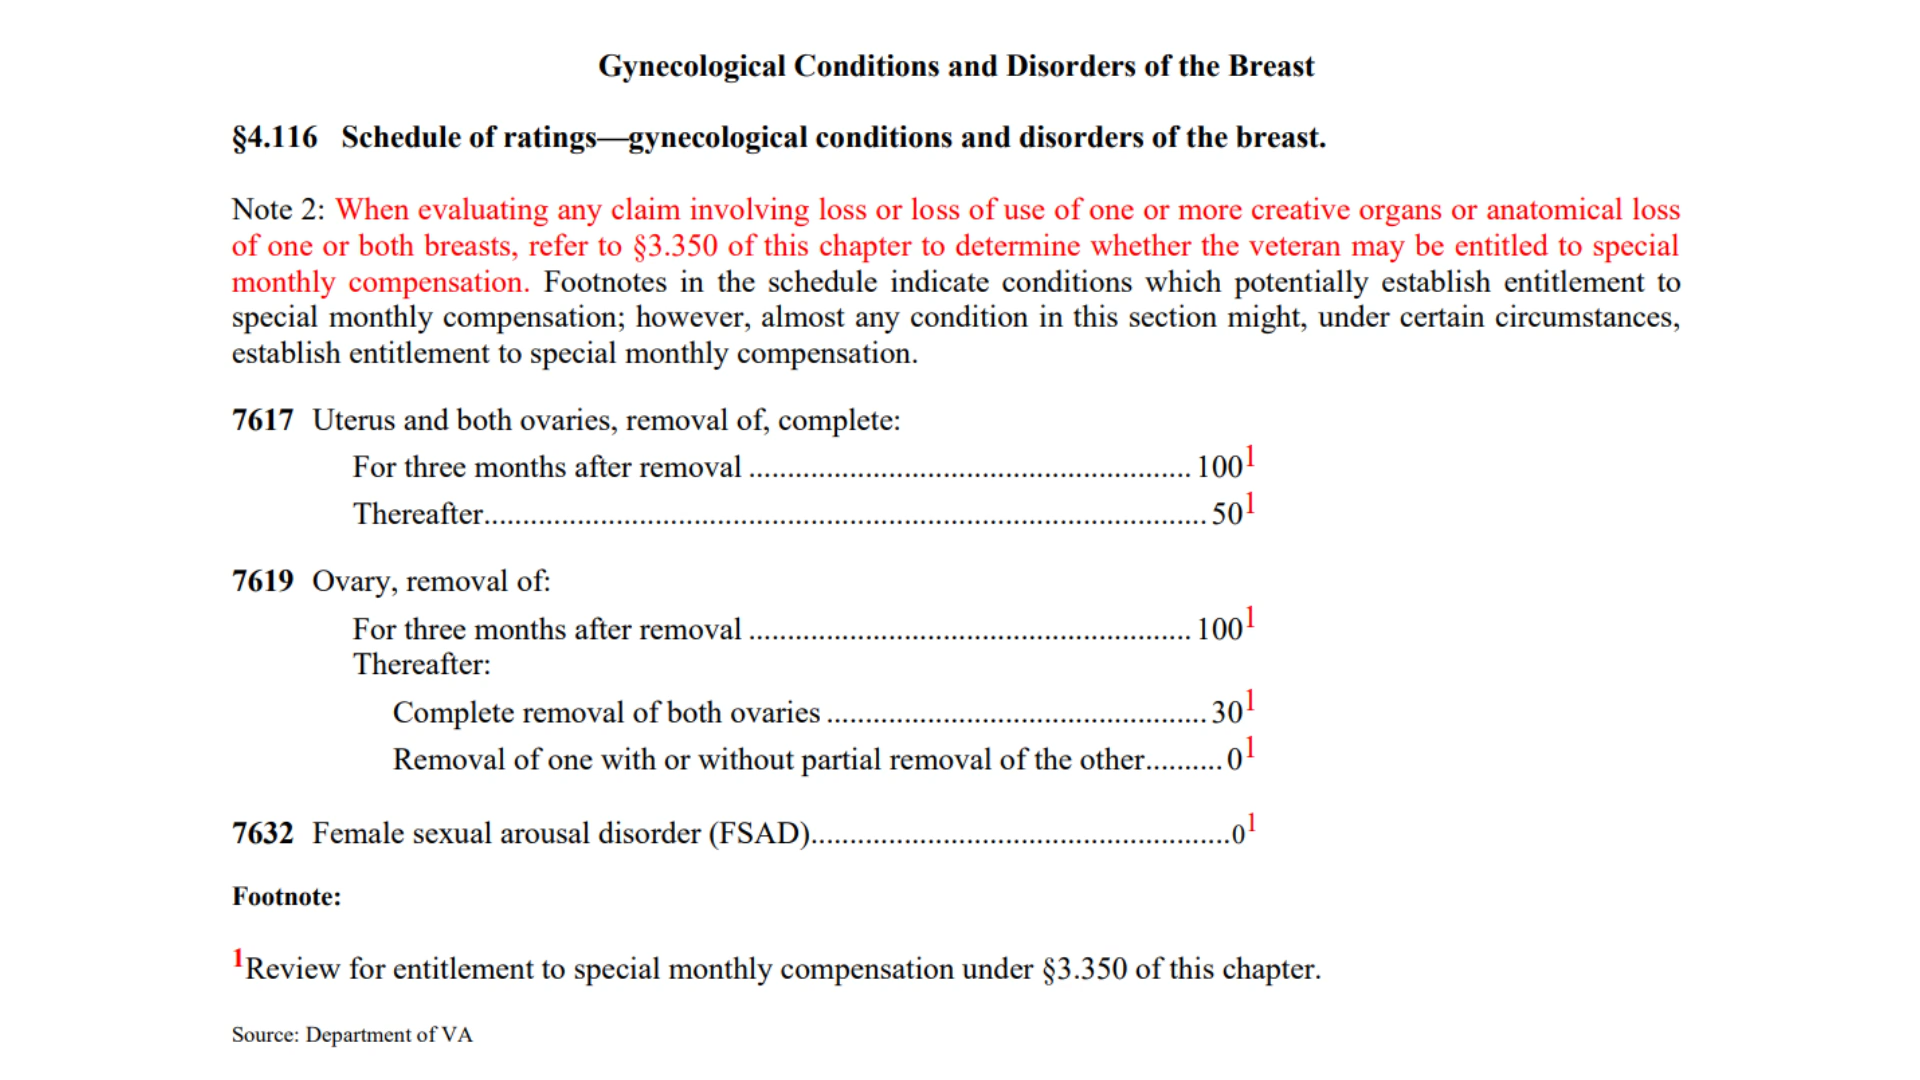 Gynecological Conditions and Disorders of the Breast
§4.116 Schedule of ratings—gynecological conditions and disorders of the breast.
Note 2: When evaluating any claim involving loss or loss of use of one or more creative organs or anatomical loss
of one or both breasts, refer to §3.350 of this chapter to determine whether the veteran may be entitled to special
monthly compensation. Footnotes in the schedule indicate conditions which potentially establish entitlement to
special monthly compensation; however, almost any condition in this section might, under certain circumstances,
establish entitlement to special monthly compensation.
7617 Uterus and both ovaries, removal of, complete:
For three months after removal ........................................................ 100¹
Thereafter............................................................................................ 50¹
7619 Ovary, removal of:
For three months after removal ........................................................ 100¹
Thereafter:
Complete removal of both ovaries ................................................ 30¹
Removal of one with or without partial removal of the other.......... 0¹
7632 Female sexual arousal disorder (FSAD).....................................................0¹
Footnote:
¹Review for entitlement to special monthly compensation under §3.350 of this chapter.
Source: Department of VA